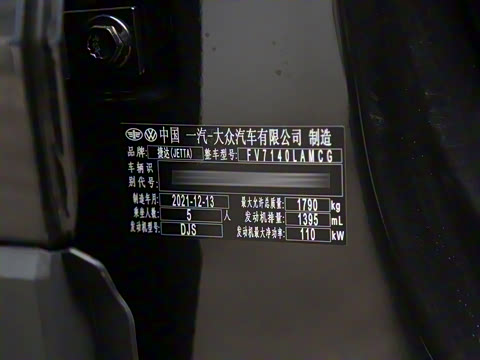 中国 一汽-大众汽车有限公司 制造
品牌: 捷达(JETTA) 整车型号: FV7140LAMCG
车辆识别代号:
制造年月: 2021-12-13 最大允许总质量: 1790 kg
乘坐人数: 5 人 发动机排量: 1395 mL
发动机型号: DJS 发动机最大净功率: 110 kW